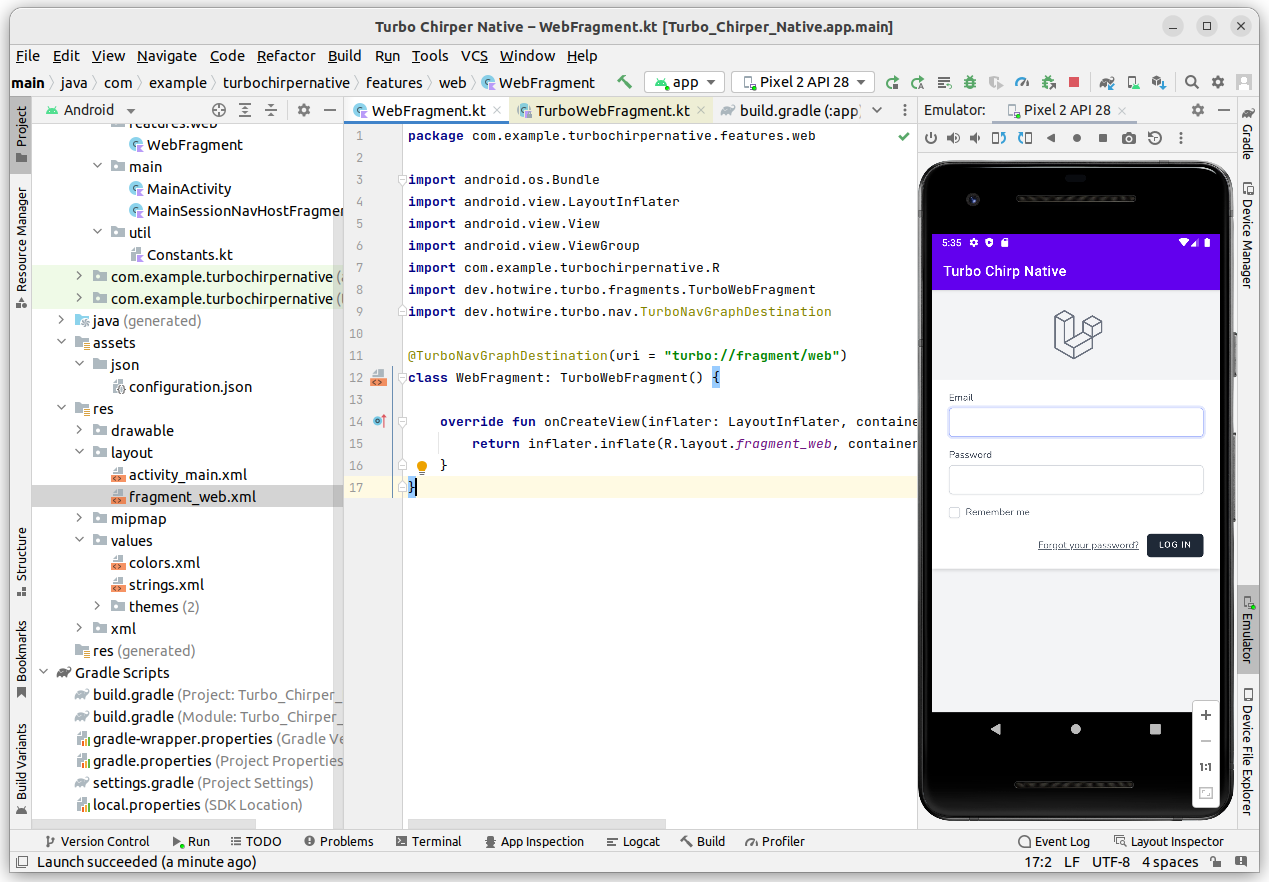 Turbo Chirper Native – WebFragment.kt [Turbo_Chirper_Native.app.main]
File Edit View Navigate Code Refactor Build Run Tools VCS Window Help
main java com example turbochirpernative features web WebFragment app Pixel 2 API 28
Project
Resource Manager
Structure
Bookmarks
Build Variants
Android
features.web
WebFragment
main
MainActivity
MainSessionNavHostFragmen
util
Constants.kt
com.example.turbochirpernative (
com.example.turbochirpernative (
java (generated)
assets
json
configuration.json
res
drawable
layout
activity_main.xml
fragment_web.xml
mipmap
values
colors.xml
strings.xml
themes (2)
xml
res (generated)
Gradle Scripts
build.gradle (Project: Turbo_Chirper_
build.gradle (Module: Turbo_Chirper_
gradle-wrapper.properties (Gradle Ve
gradle.properties (Project Properties
settings.gradle (Project Settings)
local.properties (SDK Location)
WebFragment.kt TurboWebFragment.kt build.gradle (:app)
1 package com.example.turbochirpernative.features.web
2
3 import android.os.Bundle
4 import android.view.LayoutInflater
5 import android.view.View
6 import android.view.ViewGroup
7 import com.example.turbochirpernative.R
8 import dev.hotwire.turbo.fragments.TurboWebFragment
9 import dev.hotwire.turbo.nav.TurboNavGraphDestination
10
11 @TurboNavGraphDestination(uri = "turbo://fragment/web")
12 class WebFragment: TurboWebFragment() {
13
14 override fun onCreateView(inflater: LayoutInflater, containe
15 return inflater.inflate(R.layout.fragment_web, container
16 }
17 }
Emulator: Pixel 2 API 28
5:35
Turbo Chirp Native
Email
Password
Remember me
Forgot your password? LOG IN
1:1
Gradle
Device Manager
Emulator
Device File Explorer
Version Control Run TODO Problems Terminal App Inspection Logcat Build Profiler Event Log Layout Inspector
Launch succeeded (a minute ago) 17:2 LF UTF-8 4 spaces